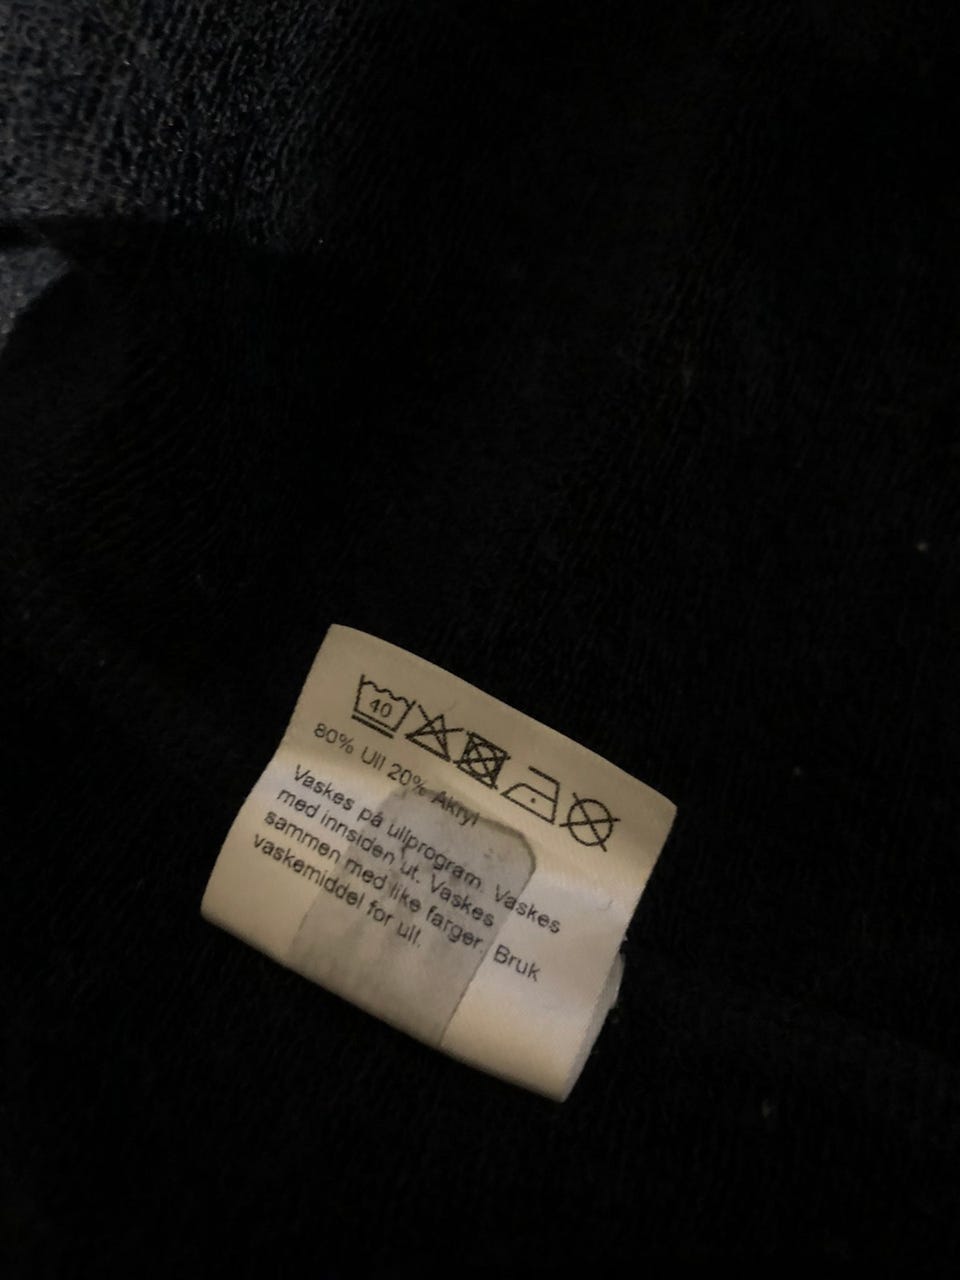 40
80% Ull 20% Akryl
Vaskes på ullprogram. Vaskes
med innsiden ut. Vaskes
sammen med like farger. Bruk
vaskemiddel for ull.